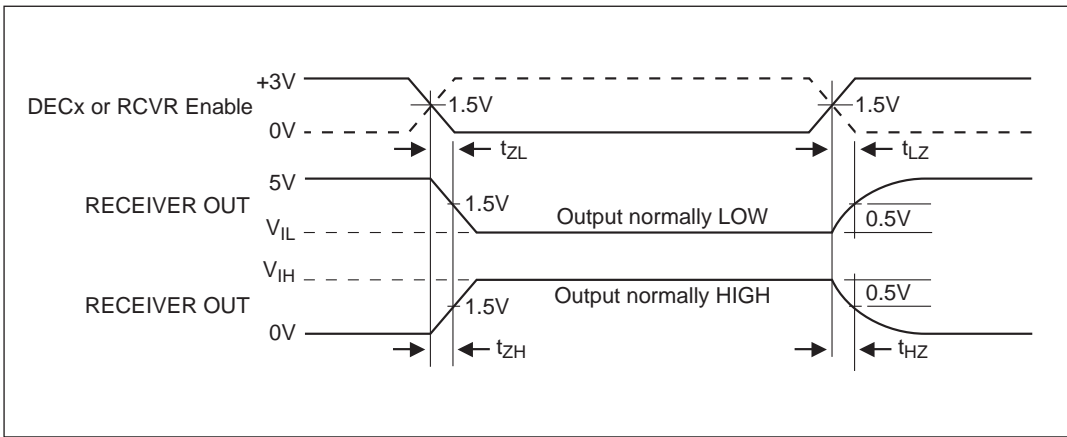 +3V
1.5V
1.5V
DECx or RCVR Enable
0V
tZL
tLZ
5V
RECEIVER OUT
1.5V
Output normally LOW
0.5V
VIL
VIH
Output normally HIGH
0.5V
RECEIVER OUT
1.5V
0V
tZH
tHZ